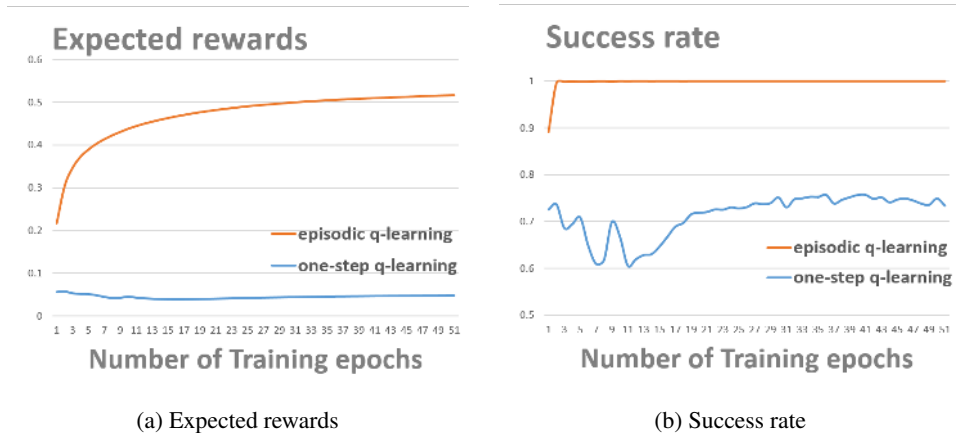 Expected rewards
0.6
0.5
0.4
0.3
0.2
0.1
0
episodic q-learning
one-step q-learning
1 3 5 7 9 11 13 15 17 19 21 23 25 27 29 31 33 35 37 39 41 43 45 47 49 51
Number of Training epochs
(a) Expected rewards
Success rate
1
0.9
0.8
0.7
0.6
0.5
episodic q-learning
one-step q-learning
1 3 5 7 9 11 13 15 17 19 21 23 25 27 29 31 33 35 37 39 41 43 45 47 49 51
Number of Training epochs
(b) Success rate